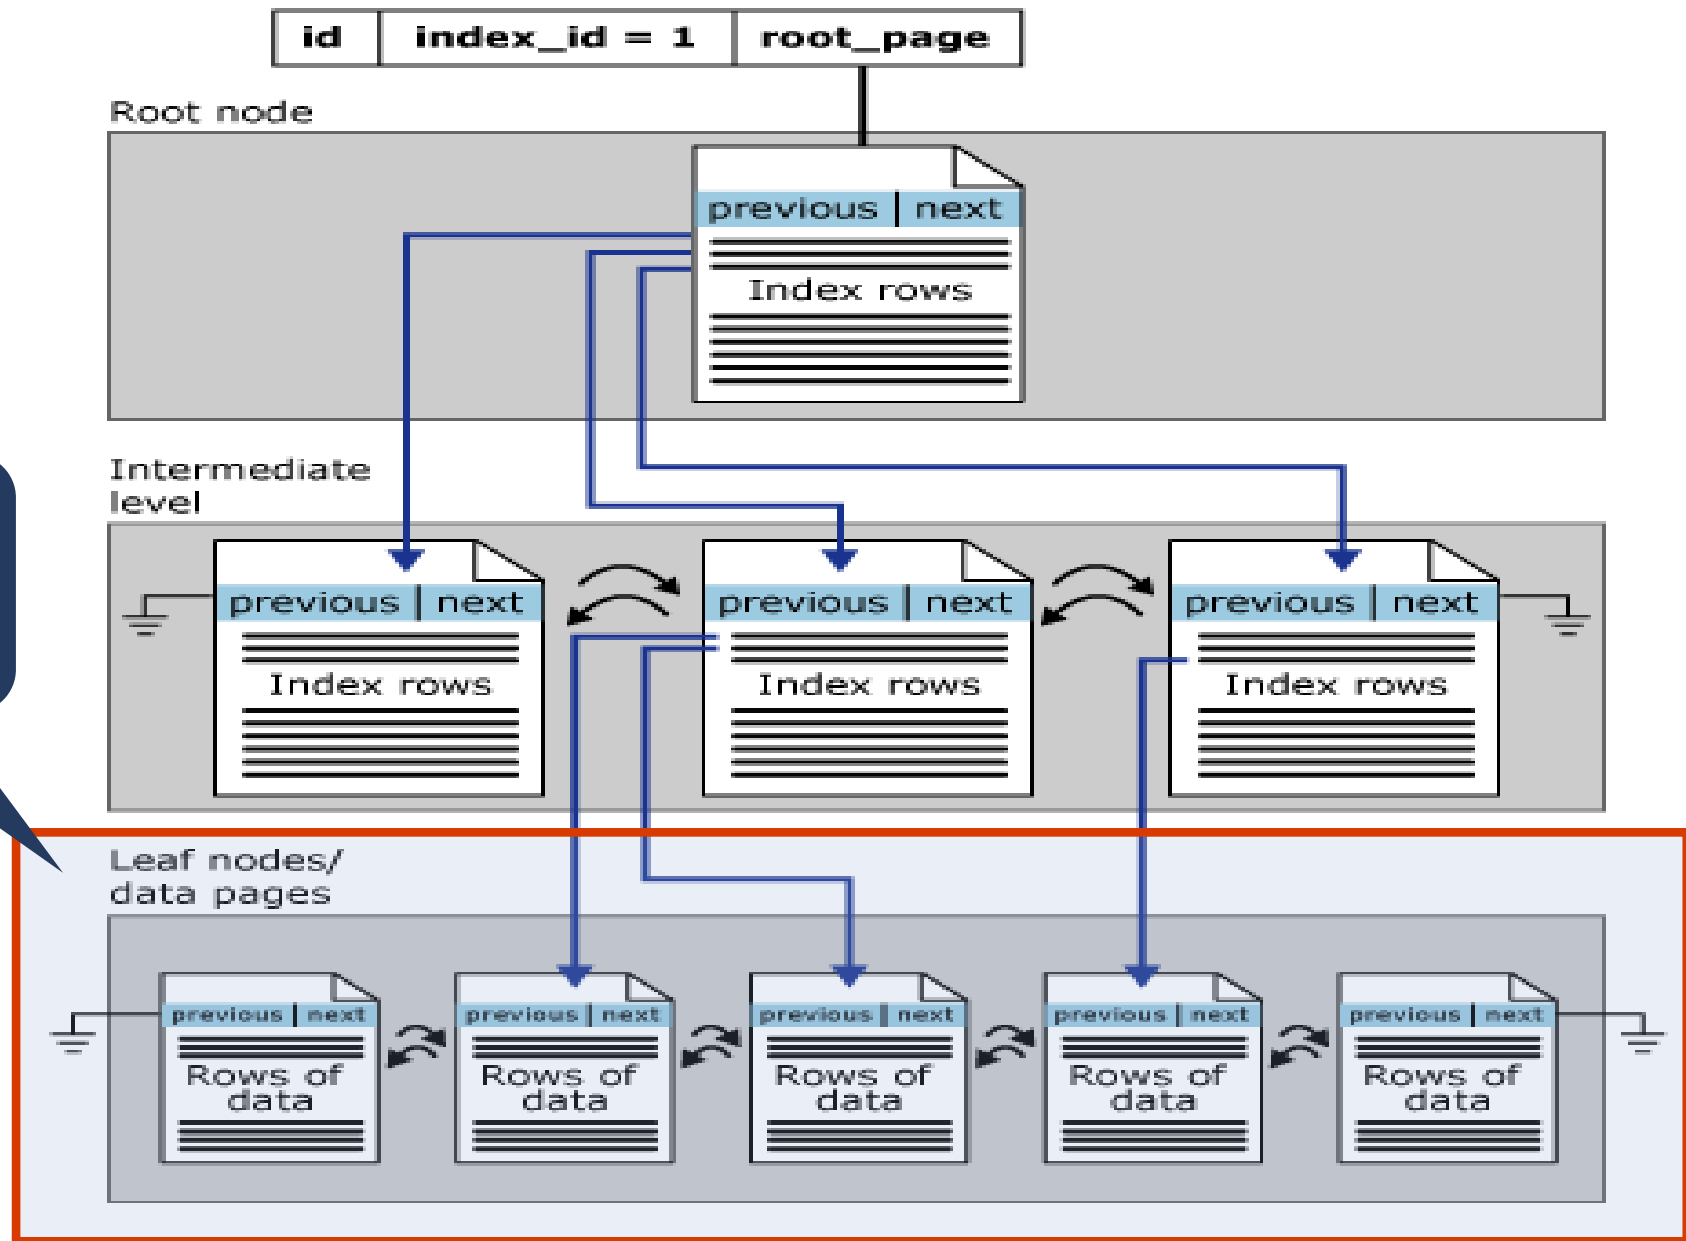 id index_id = 1 root_page
Root node
previous next
Index rows
Intermediate
level
previous next previous next previous next
Index rows Index rows Index rows
Leaf nodes/
data pages
previous next previous next previous next previous next previous next
Rows of Rows of Rows of Rows of Rows of
data data data data data